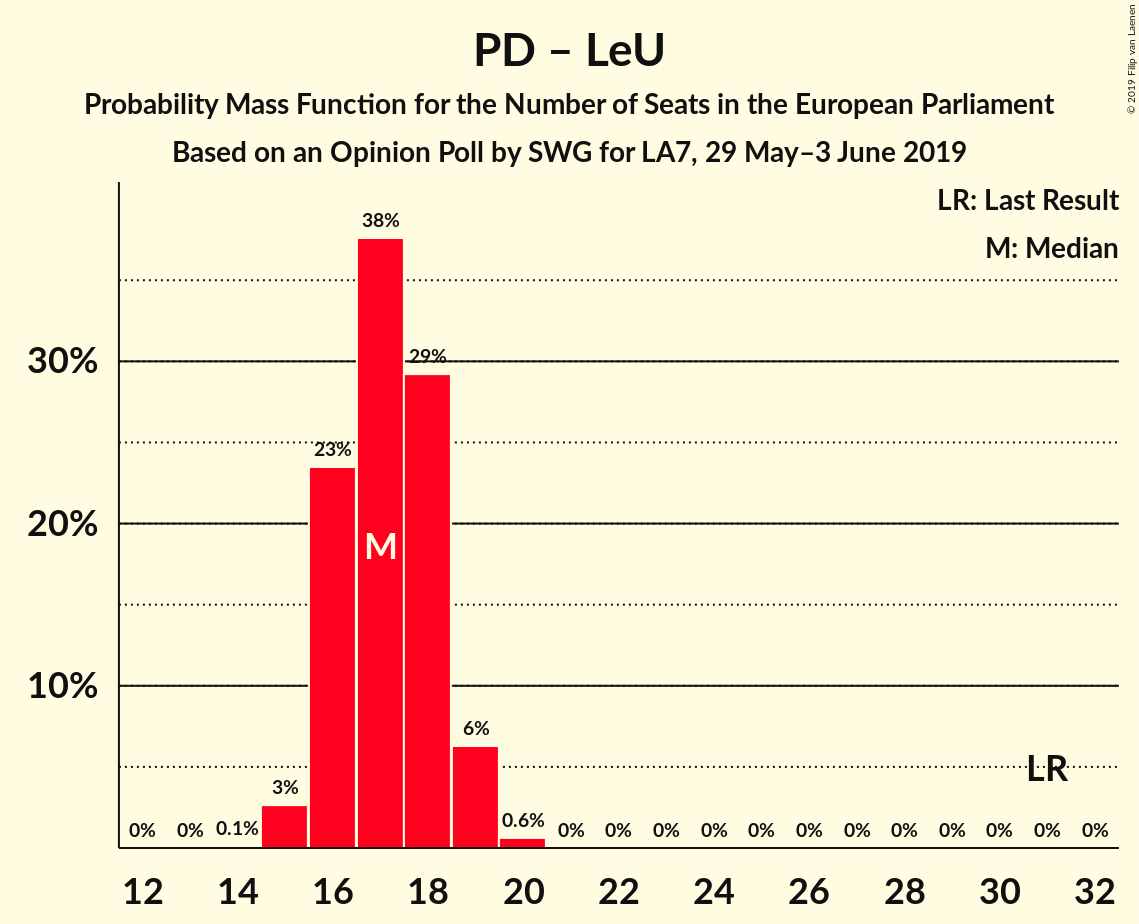 © 2019 Filip van Laenen
PD – LeU
Probability Mass Function for the Number of Seats in the European Parliament
Based on an Opinion Poll by SWG for LA7, 29 May–3 June 2019
LR: Last Result
M: Median
30%
20%
10%
0% 0% 0.1% 3% 23% 38% 29% 6% 0.6% 0% 0% 0% 0% 0% 0% 0% 0% 0% 0% 0% 0%
M
LR
12 14 16 18 20 22 24 26 28 30 32